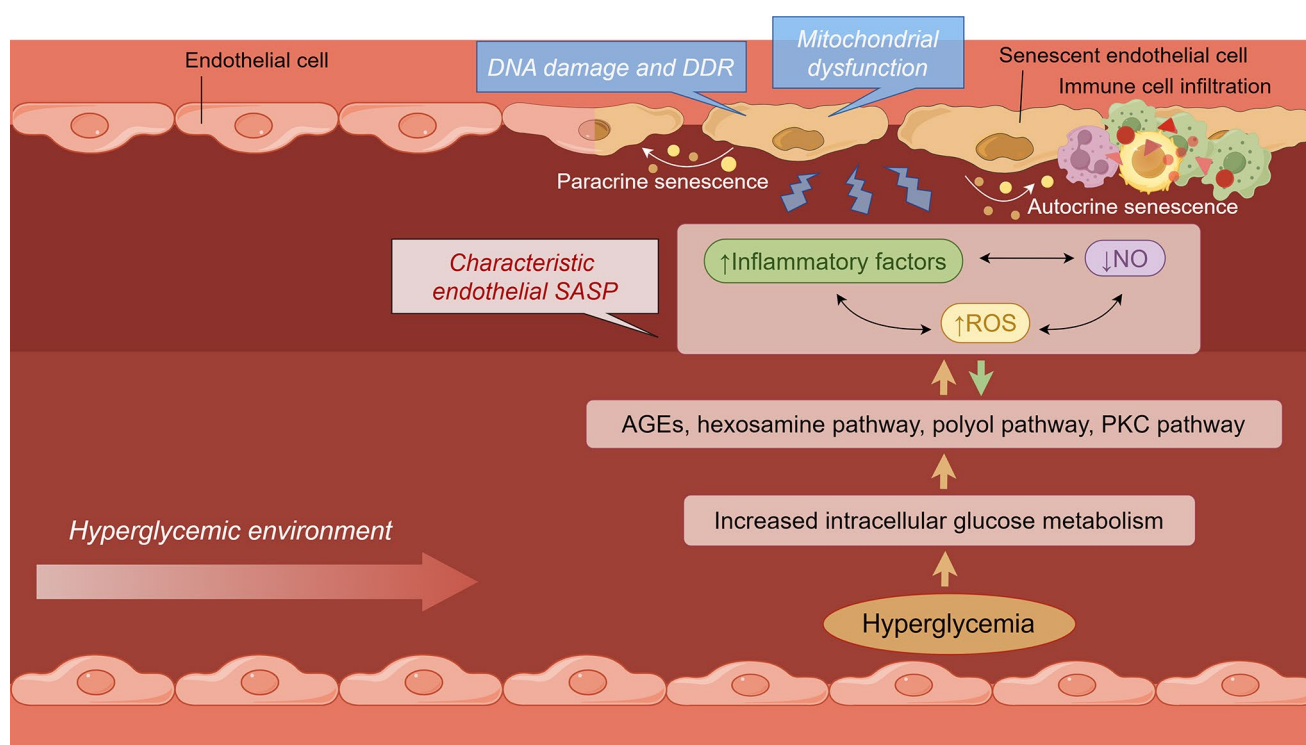 Endothelial cell
DNA damage and DDR
Mitochondrial
dysfunction
Senescent endothelial cell
Immune cell infiltration
Paracrine senescence
Autocrine senescence
Characteristic
endothelial SASP
↑Inflammatory factors
↓NO
↑ROS
AGEs, hexosamine pathway, polyol pathway, PKC pathway
Increased intracellular glucose metabolism
Hyperglycemic environment
Hyperglycemia